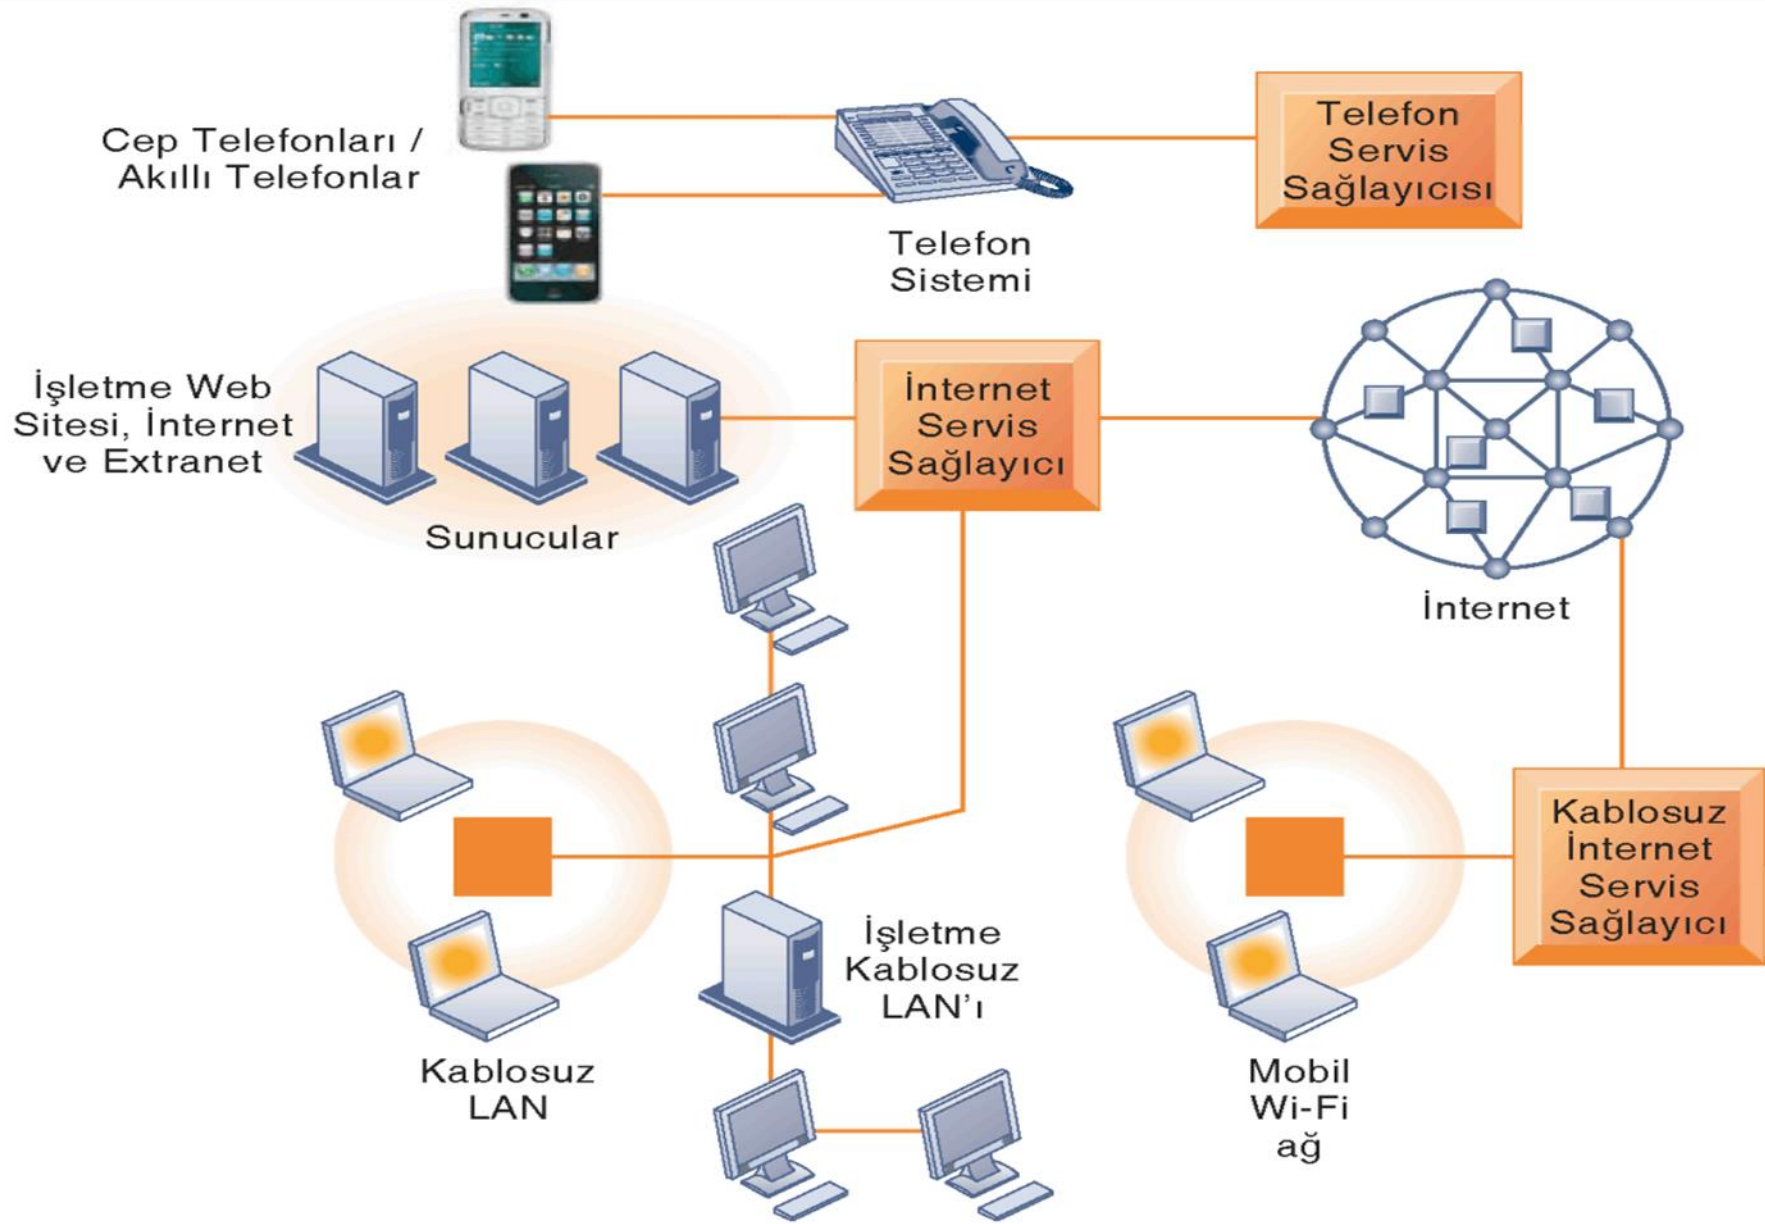 Cep Telefonları /
Akıllı Telefonlar
Telefon
Sistemi
Telefon
Servis
Sağlayıcısı
İşletme Web
Sitesi, İnternet
ve Extranet
Sunucular
İnternet
Servis
Sağlayıcı
İnternet
Kablosuz
LAN
İşletme
Kablosuz
LAN'ı
Mobil
Wi-Fi
ağ
Kablosuz
İnternet
Servis
Sağlayıcı